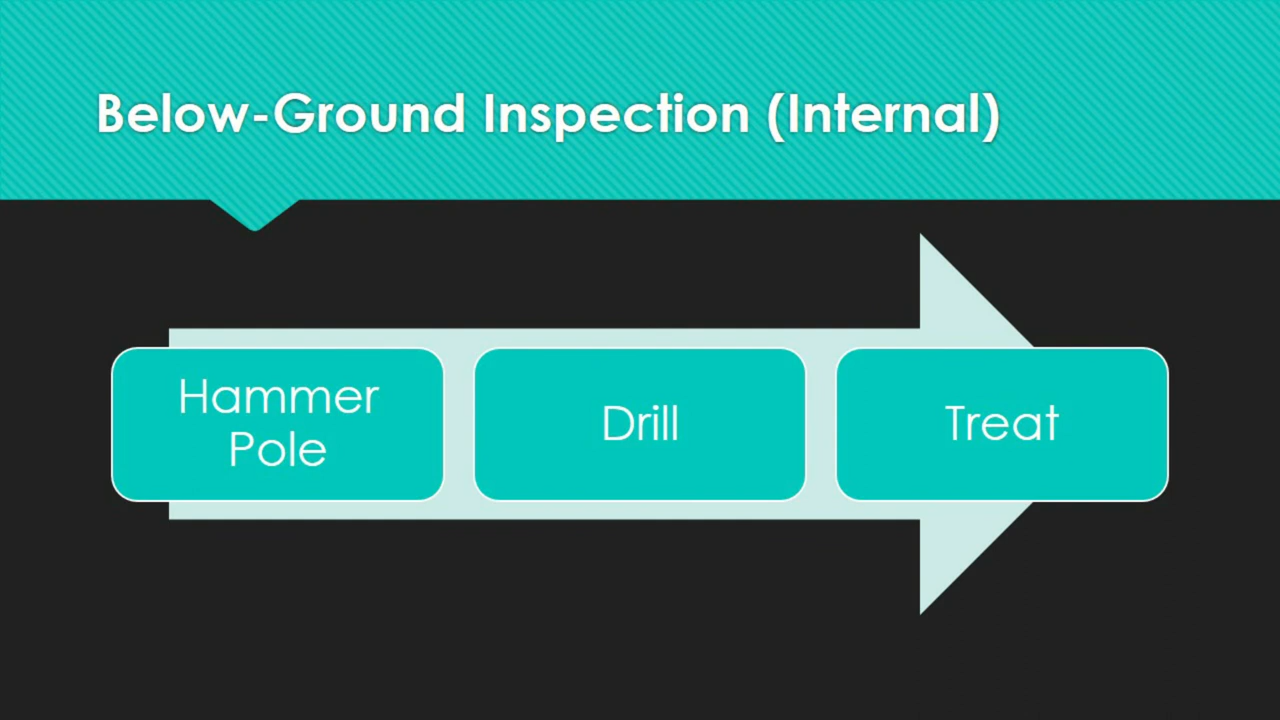 Below-Ground Inspection (Internal)
Hammer
Pole
Drill
Treat